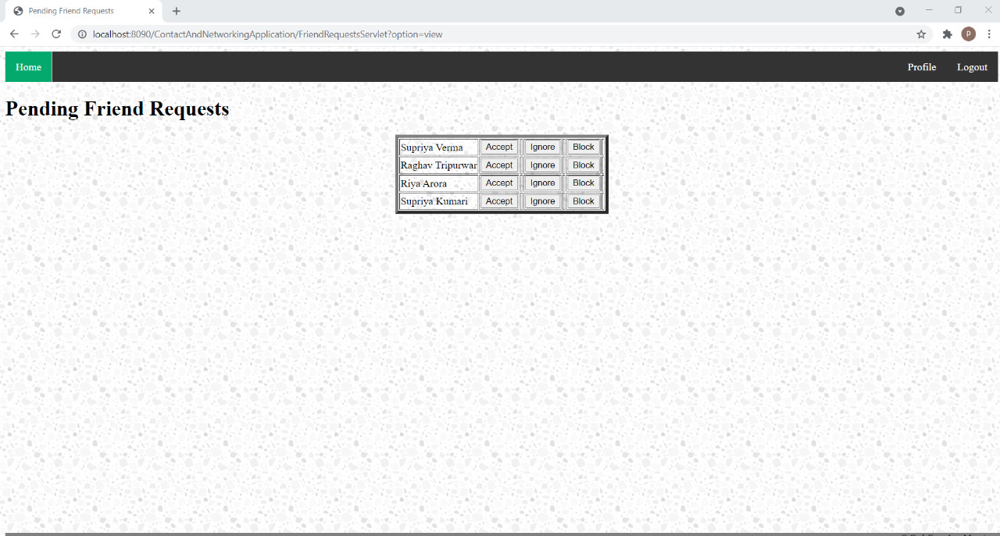 Pending Friend Requests
localhost:8090/ContactAndNetworkingApplication/FriendRequestsServlet?option=view
P
Home Profile Logout
Pending Friend Requests
Supriya Verma Accept Ignore Block
Raghav Tripurwar Accept Ignore Block
Riya Arora Accept Ignore Block
Supriya Kumari Accept Ignore Block